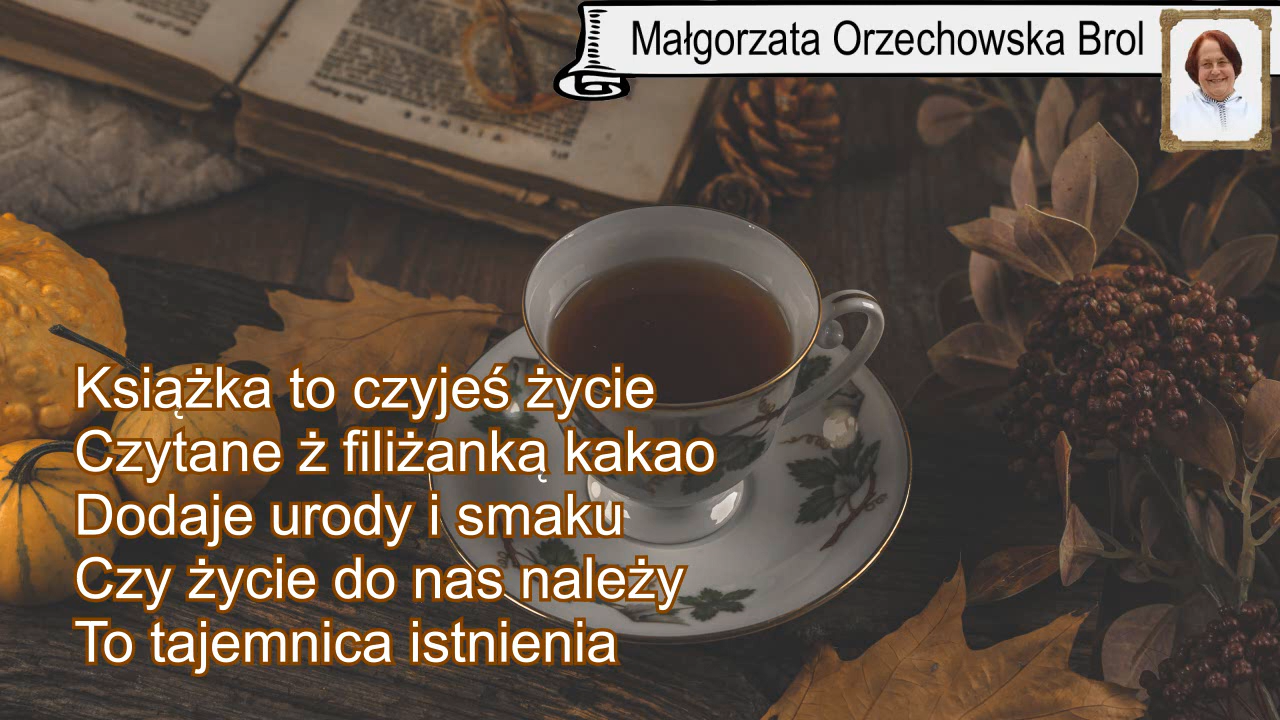 Małgorzata Orzechowska Brol
Książka to czyjeś życie
Czytane ż filiżanką kakao
Dodaje urody i smaku
Czy życie do nas należy
To tajemnica istnienia